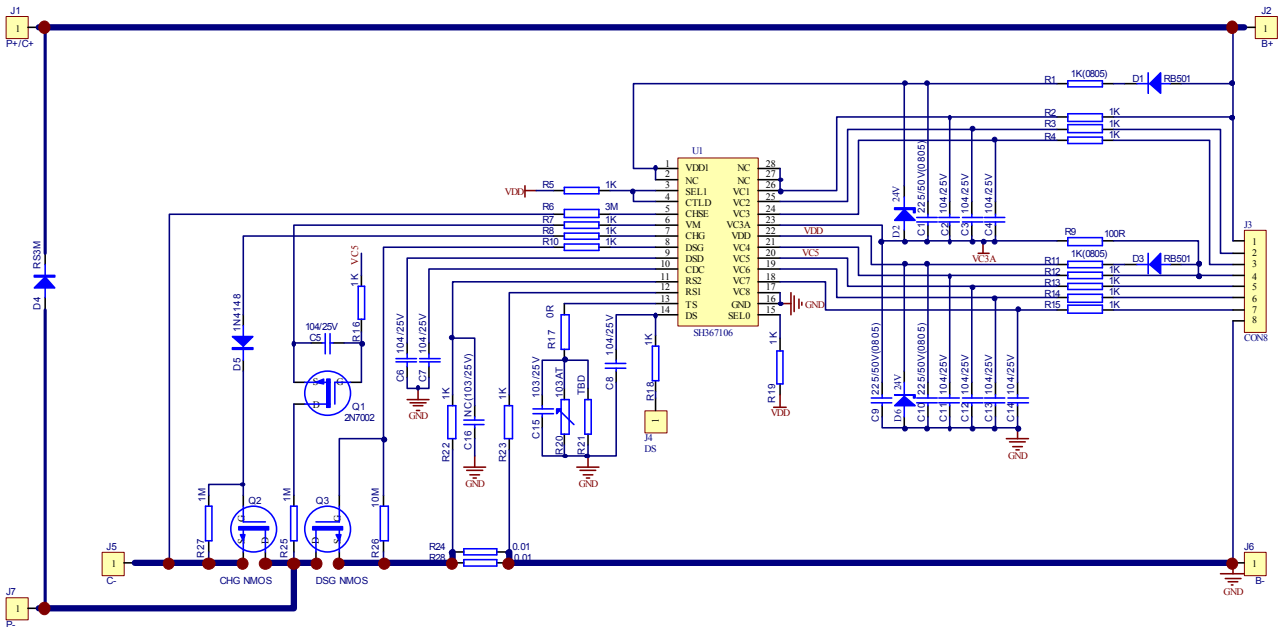 J1
1
P+/C+
J2
1
B+
R1 1K(0805) D1 RB501
R2 1K
R3 1K
R4 1K
U1
1 VDD1 NC 28
2 NC NC 27
3 SEL1 VC1 26
4 CTLD VC2 25
5 CHSE VC3 24
6 VM VC3A 23
7 CHG VDD 22
8 DSG VC4 21
9 DSD VC5 20
10 CDC VC6 19
11 RS2 VC7 18
12 RS1 VC8 17
13 TS GND 16
14 DS SEL0 15
SH367106
VDD R5 1K
R6 3M
R7 1K
R8 1K
R10 1K
D2 24V
C1 225/50V(0805)
C2 104/25V
C3 104/25V
C4 104/25V
VC3A
VDD
VC5
GND
R9 100R
R11 1K(0805) D3 RB501
R12 1K
R13 1K
R14 1K
R15 1K
J3
1
2
3
4
5
6
7
8
CON8
D4 RS3M
D5 1N4148
VC5
R16 1K
104/25V
C5
S G
D
Q1
2N7002
C6 104/25V
C7 104/25V
GND
R22 1K
C16 NC(103/25V)
GND
R23 1K
R17 0R
C15 103/25V
R20 103AT
R21 TBD
C8 104/25V
GND
R18 1K
1
J4
DS
R19 1K
VDD
C9 225/50V(0805)
D6 24V
C10 225/50V(0805)
C11 104/25V
C12 104/25V
C13 104/25V
C14 104/25V
GND
R27 1M
Q2
G
S D
CHG NMOS
R25 1M
Q3
G
D S
DSG NMOS
R26 10M
R24 0.01
R28 0.01
J5
1
C-
J6
1
B-
GND
J7
1
P-